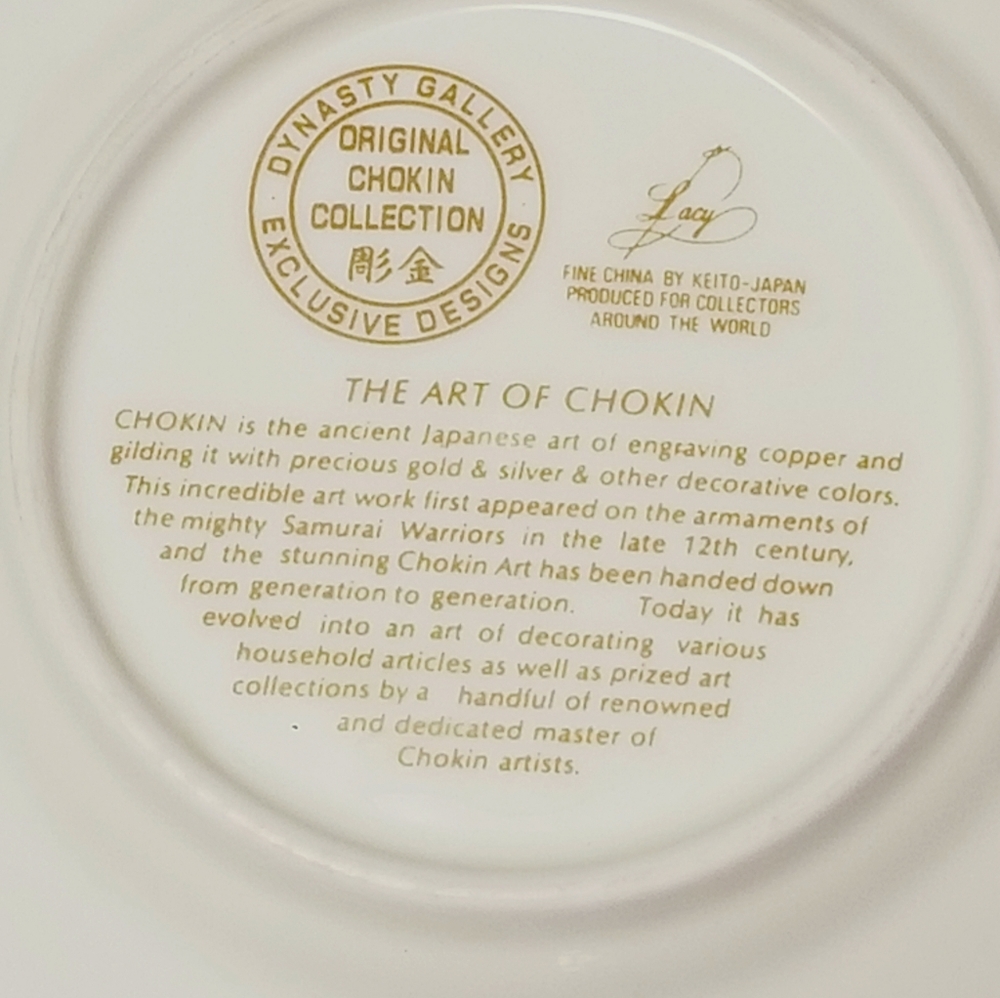 DYNASTY GALLERY
ORIGINAL
CHOKIN
COLLECTION
彫金
EXCLUSIVE DESIGNS
Lacy
FINE CHINA BY KEITO-JAPAN
PRODUCED FOR COLLECTORS
AROUND THE WORLD
THE ART OF CHOKIN
CHOKIN is the ancient Japanese art of engraving copper and
gilding it with precious gold & silver & other decorative colors.
This incredible art work first appeared on the armaments of
the mighty Samurai Warriors in the late 12th century,
and the stunning Chokin Art has been handed down
from generation to generation. Today it has
evolved into an art of decorating various
household articles as well as prized art
collections by a handful of renowned
and dedicated master of
Chokin artists.